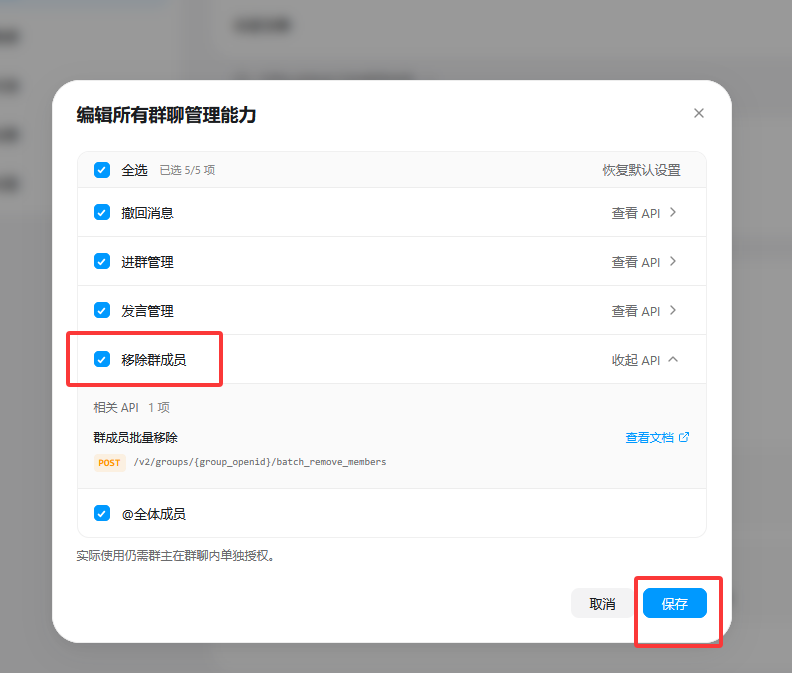 编辑所有群聊管理能力
全选 已选 5/5 项 恢复默认设置
撤回消息 查看 API
进群管理 查看 API
发言管理 查看 API
移除群成员 收起 API
相关 API 1 项
群成员批量移除 查看文档
POST /v2/groups/{group_openid}/batch_remove_members
@全体成员
实际使用仍需群主在群聊内单独授权。
取消 保存